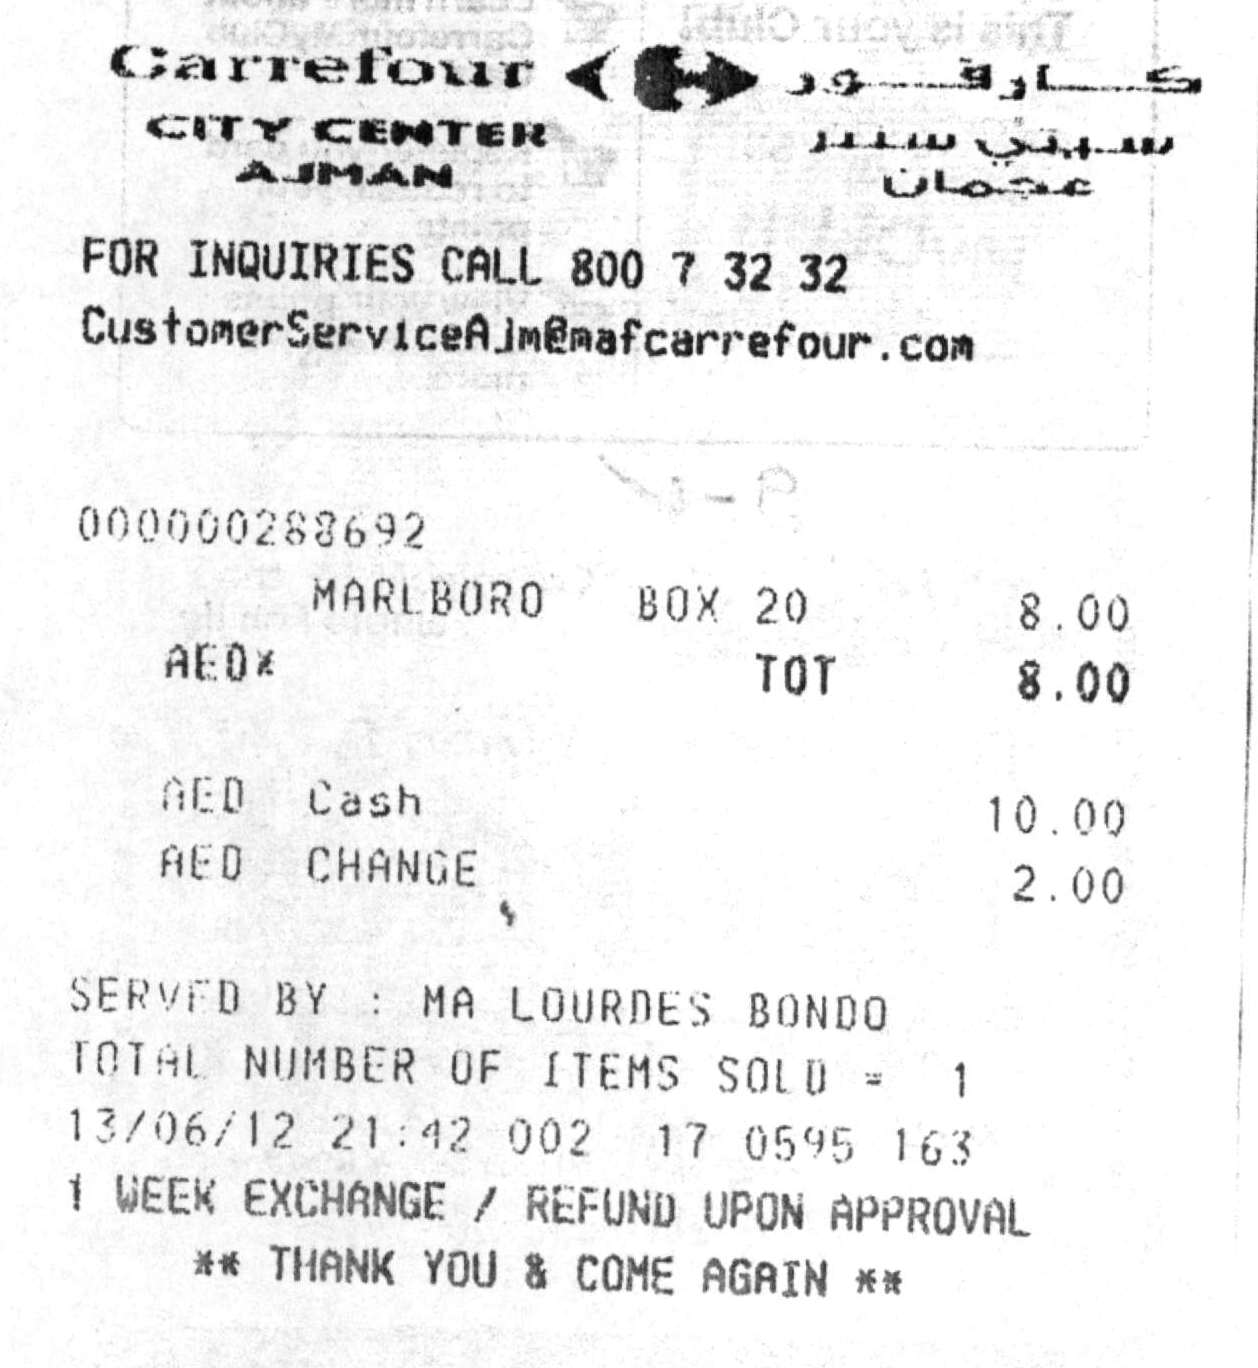 Carrefour كارفور
CITY CENTER سيتي سنتر
AJMAN عجمان
FOR INQUIRIES CALL 800 7 32 32
CustomerServiceAJm@mafcarrefour.com
000000288692
MARLBORO BOX 20 8.00
AED* TOT 8.00
AED Cash 10.00
AED CHANGE 2.00
SERVED BY : MA LOURDES BONDO
TOTAL NUMBER OF ITEMS SOLD = 1
13/06/12 21:42 002 17 0595 163
1 WEEK EXCHANGE / REFUND UPON APPROVAL
** THANK YOU & COME AGAIN **